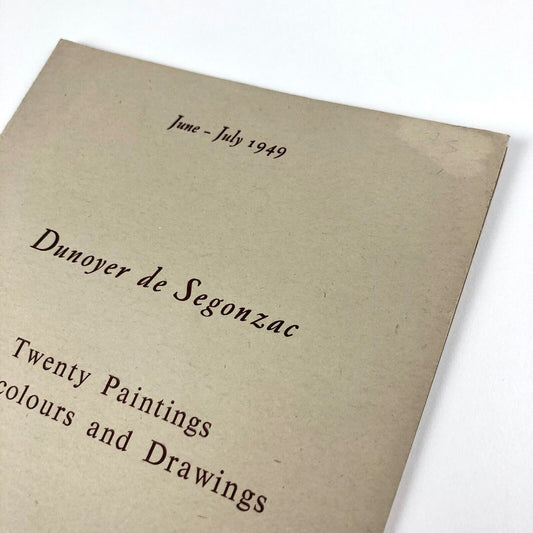 June – July 1949
Dunoyer de Segonzac
Twenty Paintings
colours and Drawings